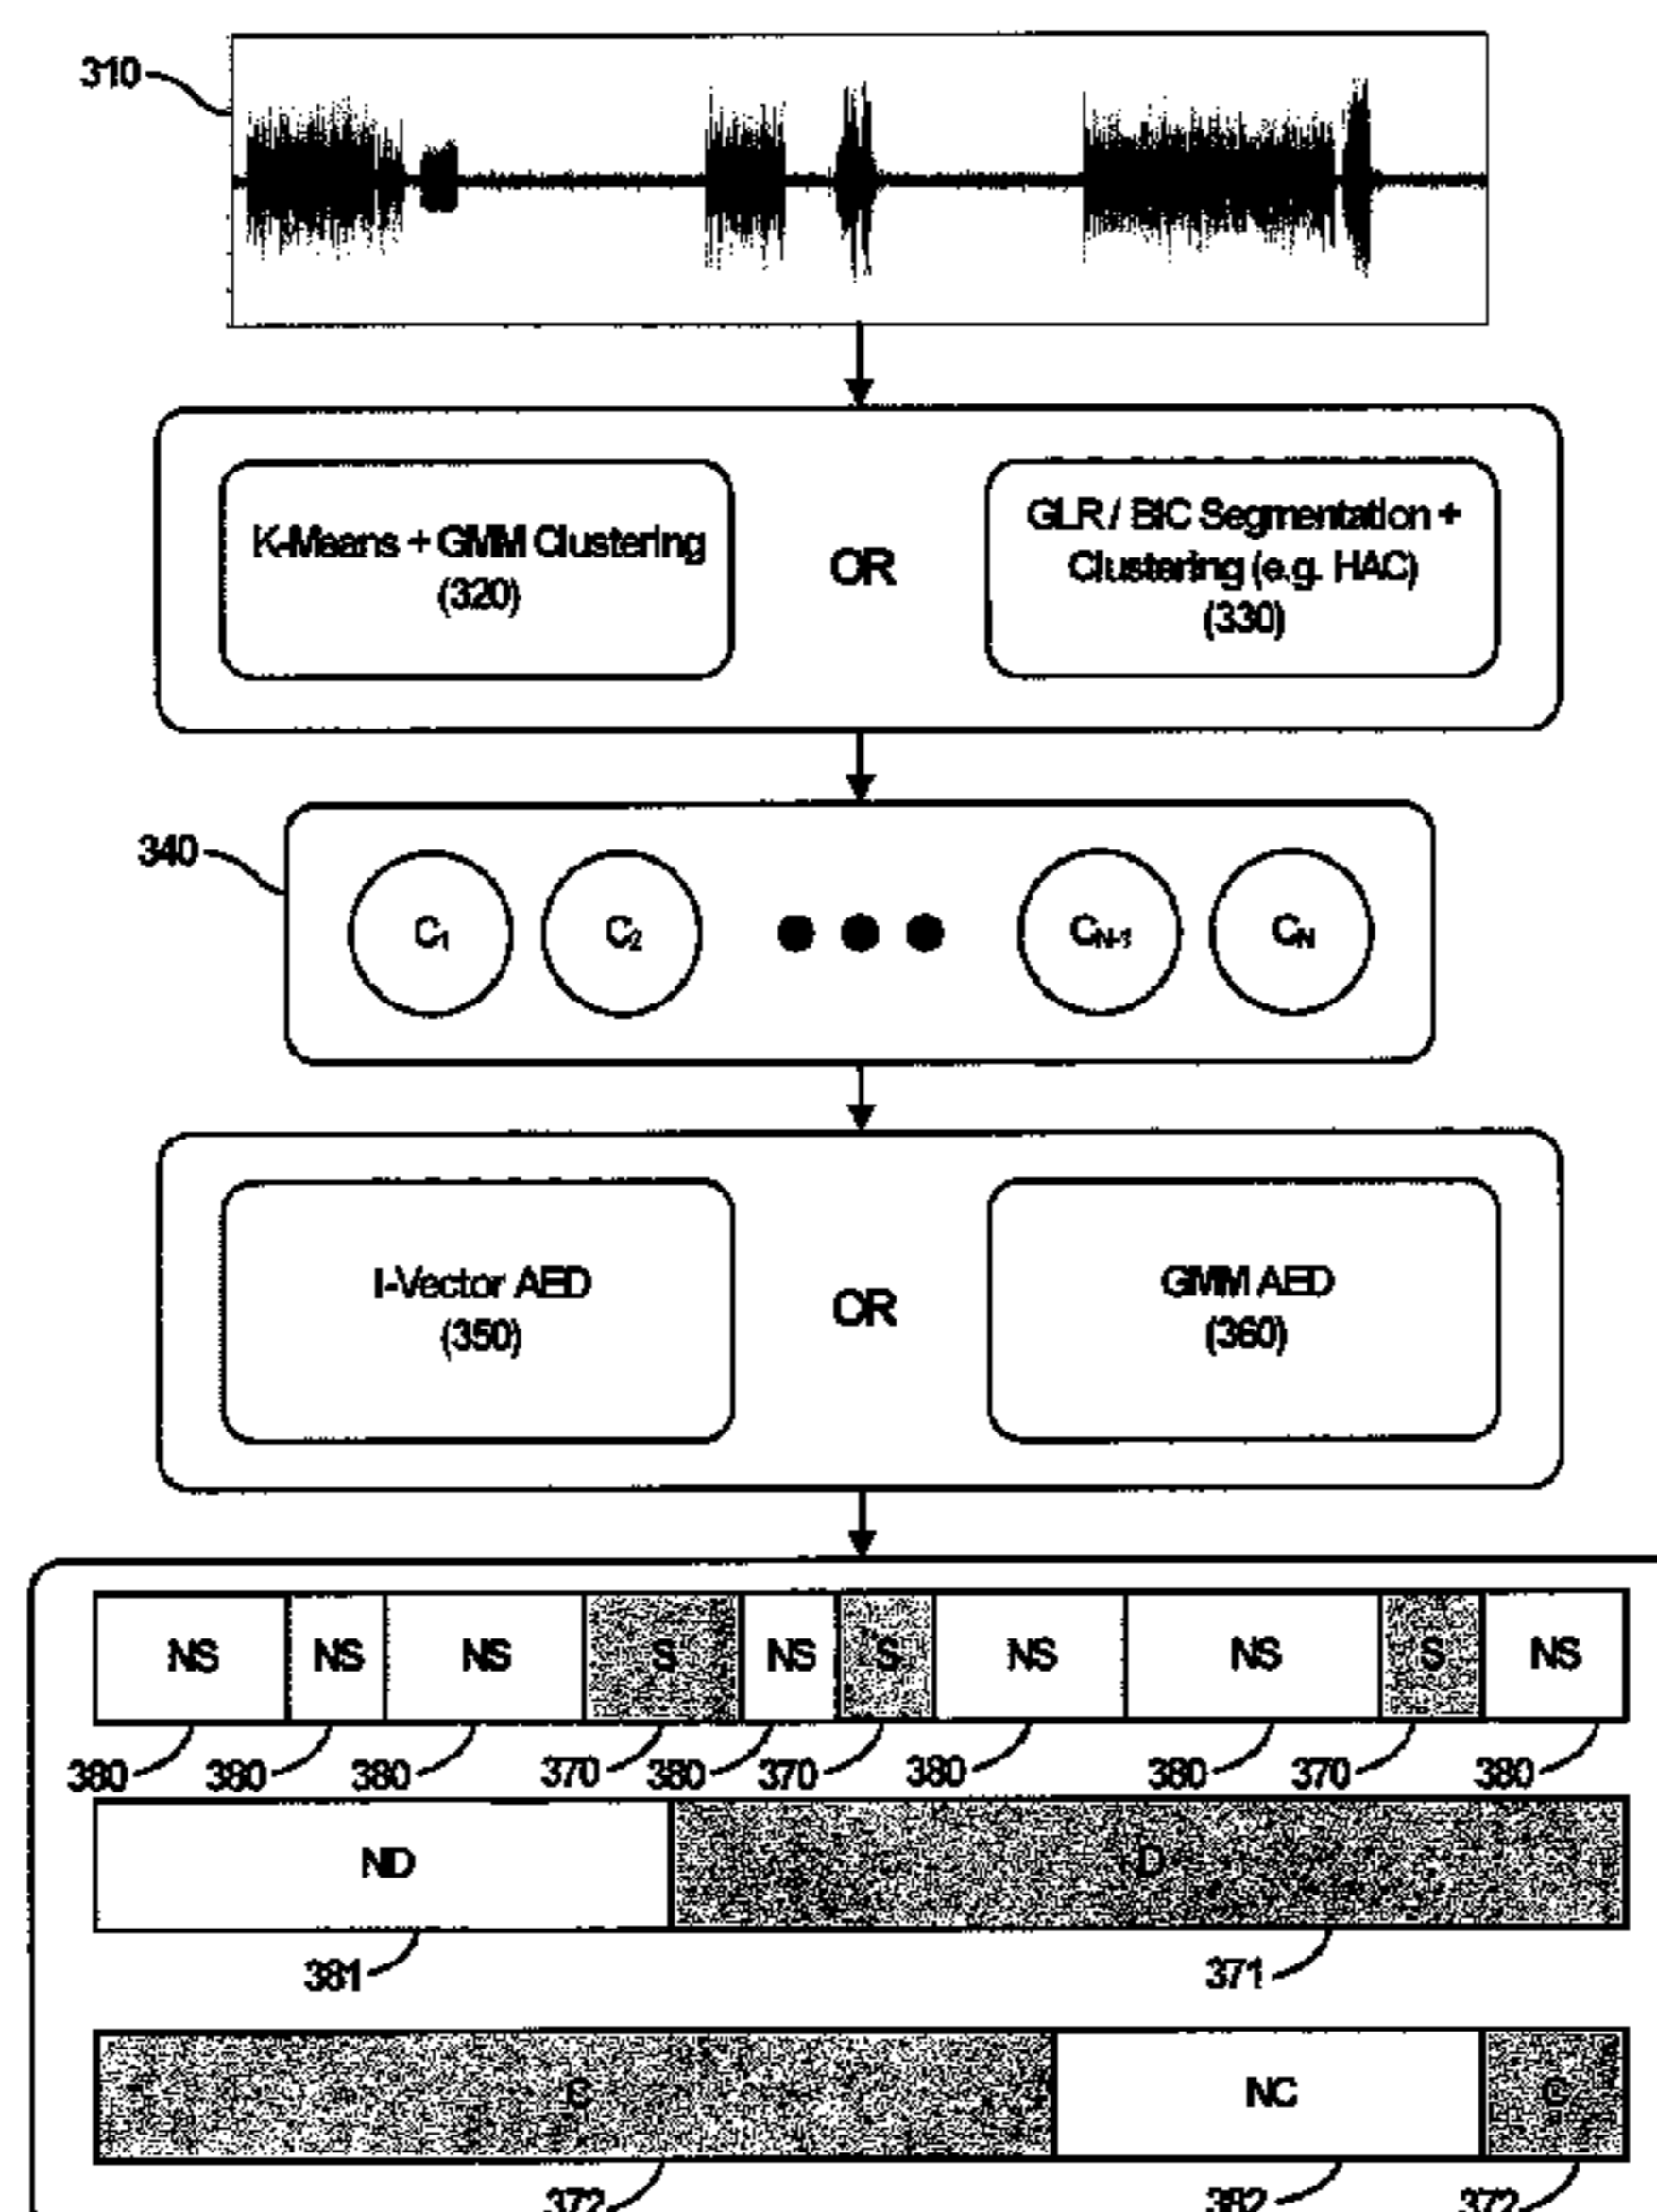 310
K-Means + GMM Clustering
(320)
OR
GLR / BIC Segmentation +
Clustering (e.g. HAC)
(330)
340
C1 C2 CN-1 CN
I-Vector AED
(350)
OR
GMM AED
(360)
NS NS NS S NS S NS NS S NS
380 380 380 370 380 370 380 380 370 380
ND D
381 371
C NC C
372 382 372